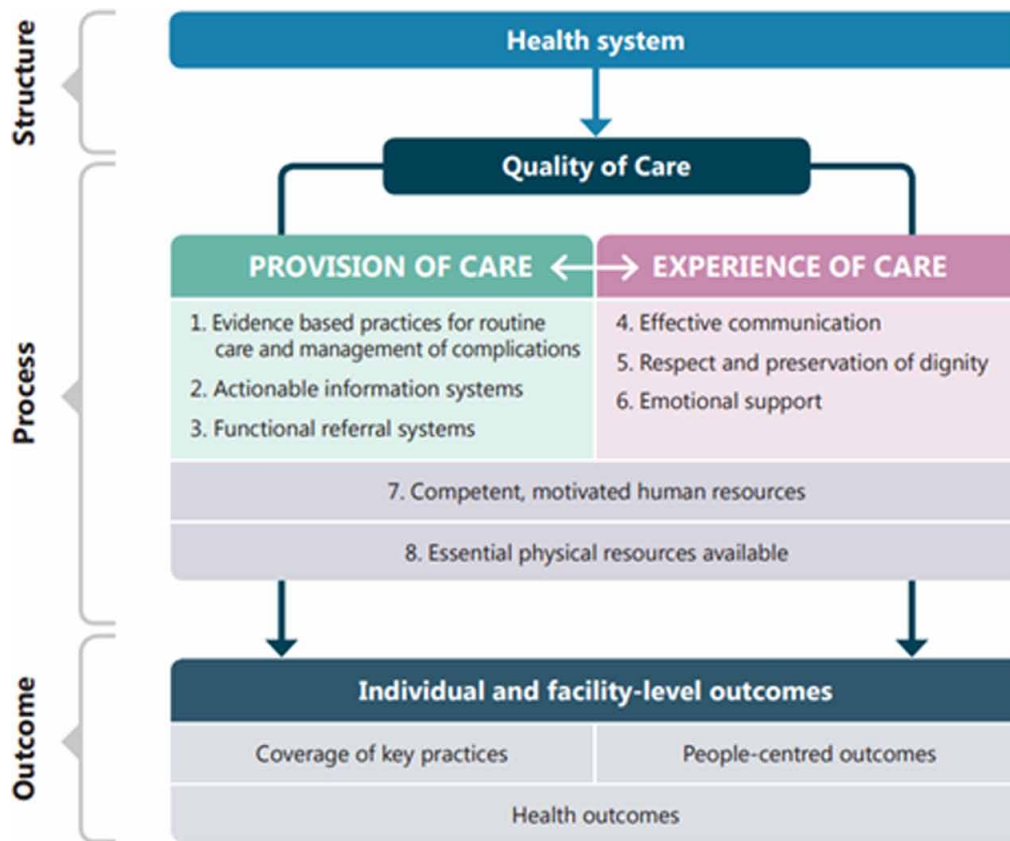 Structure
Health system
Quality of Care
Process
PROVISION OF CARE
EXPERIENCE OF CARE
1. Evidence based practices for routine
care and management of complications
2. Actionable information systems
3. Functional referral systems
4. Effective communication
5. Respect and preservation of dignity
6. Emotional support
7. Competent, motivated human resources
8. Essential physical resources available
Outcome
Individual and facility-level outcomes
Coverage of key practices
People-centred outcomes
Health outcomes